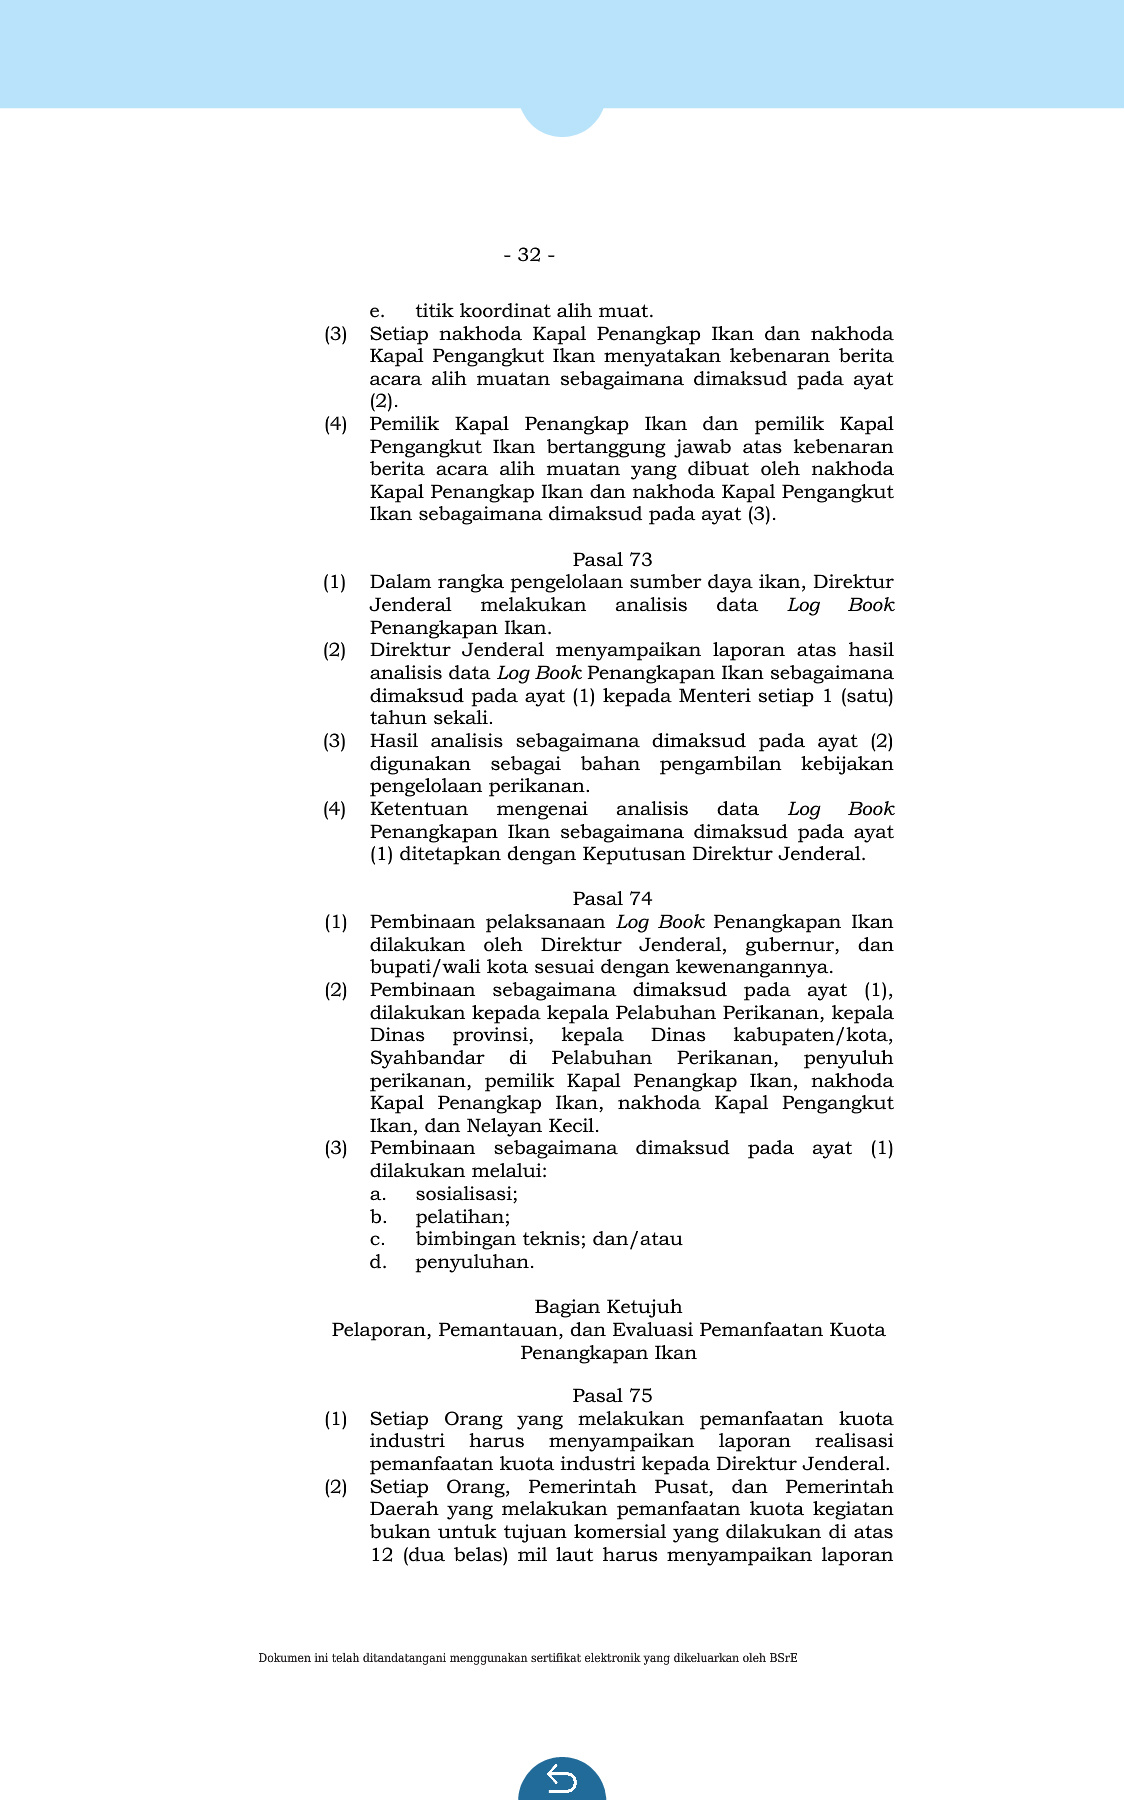 - 32 -
e. titik koordinat alih muat.
(3) Setiap nakhoda Kapal Penangkap Ikan dan nakhoda
Kapal Pengangkut Ikan menyatakan kebenaran berita
acara alih muatan sebagaimana dimaksud pada ayat
(2).
(4) Pemilik Kapal Penangkap Ikan dan pemilik Kapal
Pengangkut Ikan bertanggung jawab atas kebenaran
berita acara alih muatan yang dibuat oleh nakhoda
Kapal Penangkap Ikan dan nakhoda Kapal Pengangkut
Ikan sebagaimana dimaksud pada ayat (3).
Pasal 73
(1) Dalam rangka pengelolaan sumber daya ikan, Direktur
Jenderal melakukan analisis data Log Book
Penangkapan Ikan.
(2) Direktur Jenderal menyampaikan laporan atas hasil
analisis data Log Book Penangkapan Ikan sebagaimana
dimaksud pada ayat (1) kepada Menteri setiap 1 (satu)
tahun sekali.
(3) Hasil analisis sebagaimana dimaksud pada ayat (2)
digunakan sebagai bahan pengambilan kebijakan
pengelolaan perikanan.
(4) Ketentuan mengenai analisis data Log Book
Penangkapan Ikan sebagaimana dimaksud pada ayat
(1) ditetapkan dengan Keputusan Direktur Jenderal.
Pasal 74
(1) Pembinaan pelaksanaan Log Book Penangkapan Ikan
dilakukan oleh Direktur Jenderal, gubernur, dan
bupati/wali kota sesuai dengan kewenangannya.
(2) Pembinaan sebagaimana dimaksud pada ayat (1),
dilakukan kepada kepala Pelabuhan Perikanan, kepala
Dinas provinsi, kepala Dinas kabupaten/kota,
Syahbandar di Pelabuhan Perikanan, penyuluh
perikanan, pemilik Kapal Penangkap Ikan, nakhoda
Kapal Penangkap Ikan, nakhoda Kapal Pengangkut
Ikan, dan Nelayan Kecil.
(3) Pembinaan sebagaimana dimaksud pada ayat (1)
dilakukan melalui:
a. sosialisasi;
b. pelatihan;
c. bimbingan teknis; dan/atau
d. penyuluhan.
Bagian Ketujuh
Pelaporan, Pemantauan, dan Evaluasi Pemanfaatan Kuota
Penangkapan Ikan
Pasal 75
(1) Setiap Orang yang melakukan pemanfaatan kuota
industri harus menyampaikan laporan realisasi
pemanfaatan kuota industri kepada Direktur Jenderal.
(2) Setiap Orang, Pemerintah Pusat, dan Pemerintah
Daerah yang melakukan pemanfaatan kuota kegiatan
bukan untuk tujuan komersial yang dilakukan di atas
12 (dua belas) mil laut harus menyampaikan laporan
Dokumen ini telah ditandatangani menggunakan sertifikat elektronik yang dikeluarkan oleh BSrE